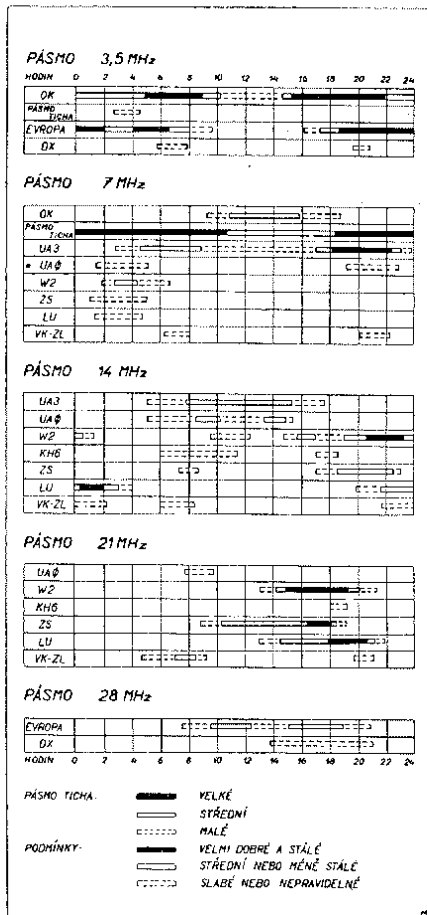 PÁSMO 3,5 MHz
HODIN 0 2 4 6 8 10 12 14 16 18 20 22 24
OK
PÁSMO TICHA
EVROPA
DX
PÁSMO 7 MHz
OK
PÁSMO TICHA
UA3
UAØ
W2
ZS
LU
VK-ZL
PÁSMO 14 MHz
UA3
UAØ
W2
KH6
ZS
LU
VK-ZL
PÁSMO 21 MHz
UAØ
W2
KH6
ZS
LU
VK-ZL
PÁSMO 28 MHz
EVROPA
DX
HODIN 0 2 4 6 8 10 12 14 16 18 20 22 24
PÁSMO TICHA: VELKÉ
STŘEDNÍ
MALÉ
PODMÍNKY: VELMI DOBRÉ A STÁLÉ
STŘEDNÍ NEBO MÉNĚ STÁLÉ
SLABÉ NEBO NEPRAVIDELNÉ